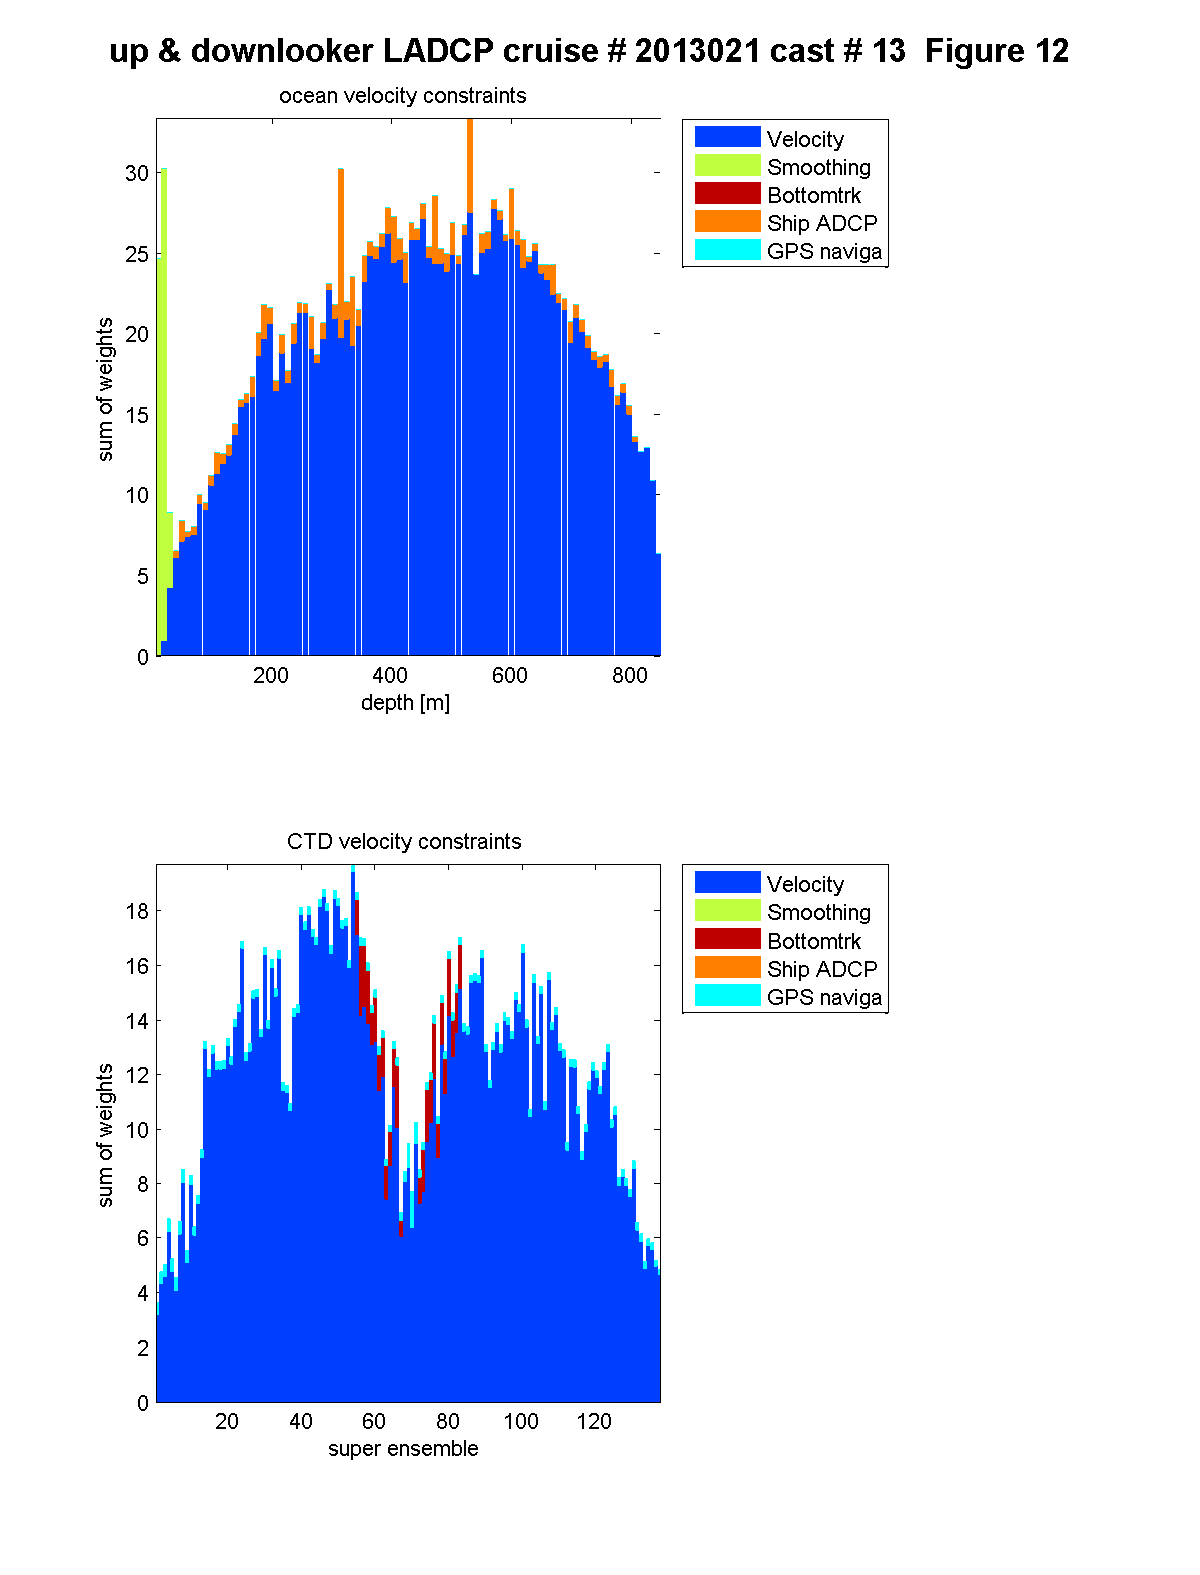 up & downlooker LADCP cruise # 2013021 cast # 13  Figure 12
ocean velocity constraints
Velocity
Smoothing
Bottomtrk
Ship ADCP
GPS naviga
30
25
20
15
10
5
0
sum of weights
200 400 600 800
depth [m]
CTD velocity constraints
Velocity
Smoothing
Bottomtrk
Ship ADCP
GPS naviga
18
16
14
12
10
8
6
4
2
0
sum of weights
20 40 60 80 100 120
super ensemble